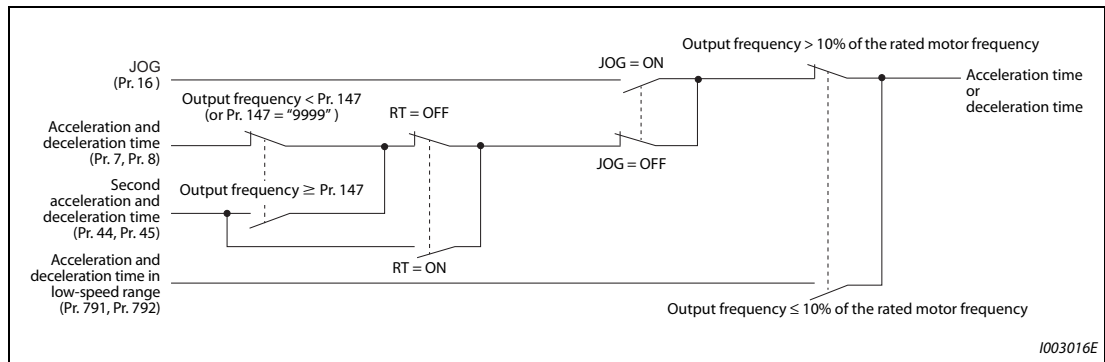 Output frequency > 10% of the rated motor frequency
JOG
(Pr. 16 )
JOG = ON
Acceleration time
or
deceleration time
Output frequency < Pr. 147
(or Pr. 147 = “9999” )
RT = OFF
Acceleration and
deceleration time
(Pr. 7, Pr. 8)
JOG = OFF
Second
acceleration and
deceleration time
(Pr. 44, Pr. 45)
Output frequency ≥ Pr. 147
RT = ON
Acceleration and
deceleration time in
low-speed range
(Pr. 791, Pr. 792)
Output frequency ≤ 10% of the rated motor frequency
I003016E